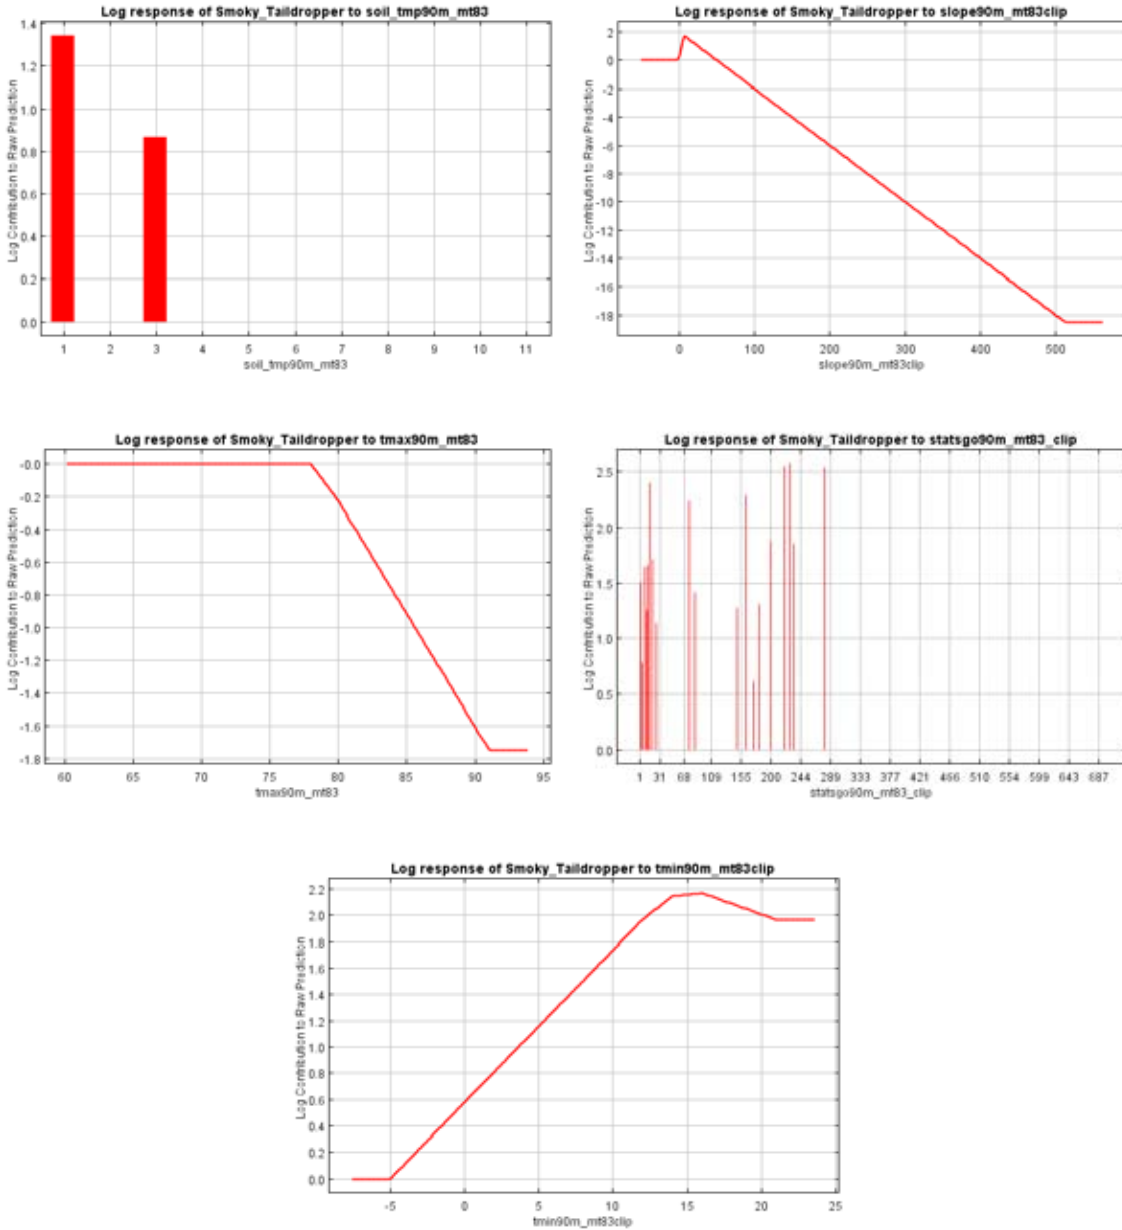 Log response of Smoky_Taildropper to soil_tmp90m_mt83
Log Contribution to Raw Prediction
1.4
1.2
1.0
0.8
0.6
0.4
0.2
0.0
1 2 3 4 5 6 7 8 9 10 11
soil_tmp90m_mt83
Log response of Smoky_Taildropper to slope90m_mt83clip
Log Contribution to Raw Prediction
2
0
-2
-4
-6
-8
-10
-12
-14
-16
-18
0 100 200 300 400 500
slope90m_mt83clip
Log response of Smoky_Taildropper to tmax90m_mt83
Log Contribution to Raw Prediction
-0.0
-0.2
-0.4
-0.6
-0.8
-1.0
-1.2
-1.4
-1.6
-1.8
60 65 70 75 80 85 90 95
tmax90m_mt83
Log response of Smoky_Taildropper to statsgo90m_mt83_clip
Log Contribution to Raw Prediction
2.5
2.0
1.5
1.0
0.5
0.0
1 31 68 109 155 200 244 289 333 377 421 466 510 554 599 643 687
statsgo90m_mt83_clip
Log response of Smoky_Taildropper to tmin90m_mt83clip
Log Contribution to Raw Prediction
2.2
2.0
1.8
1.6
1.4
1.2
1.0
0.8
0.6
0.4
0.2
0.0
-5 0 5 10 15 20 25
tmin90m_mt83clip